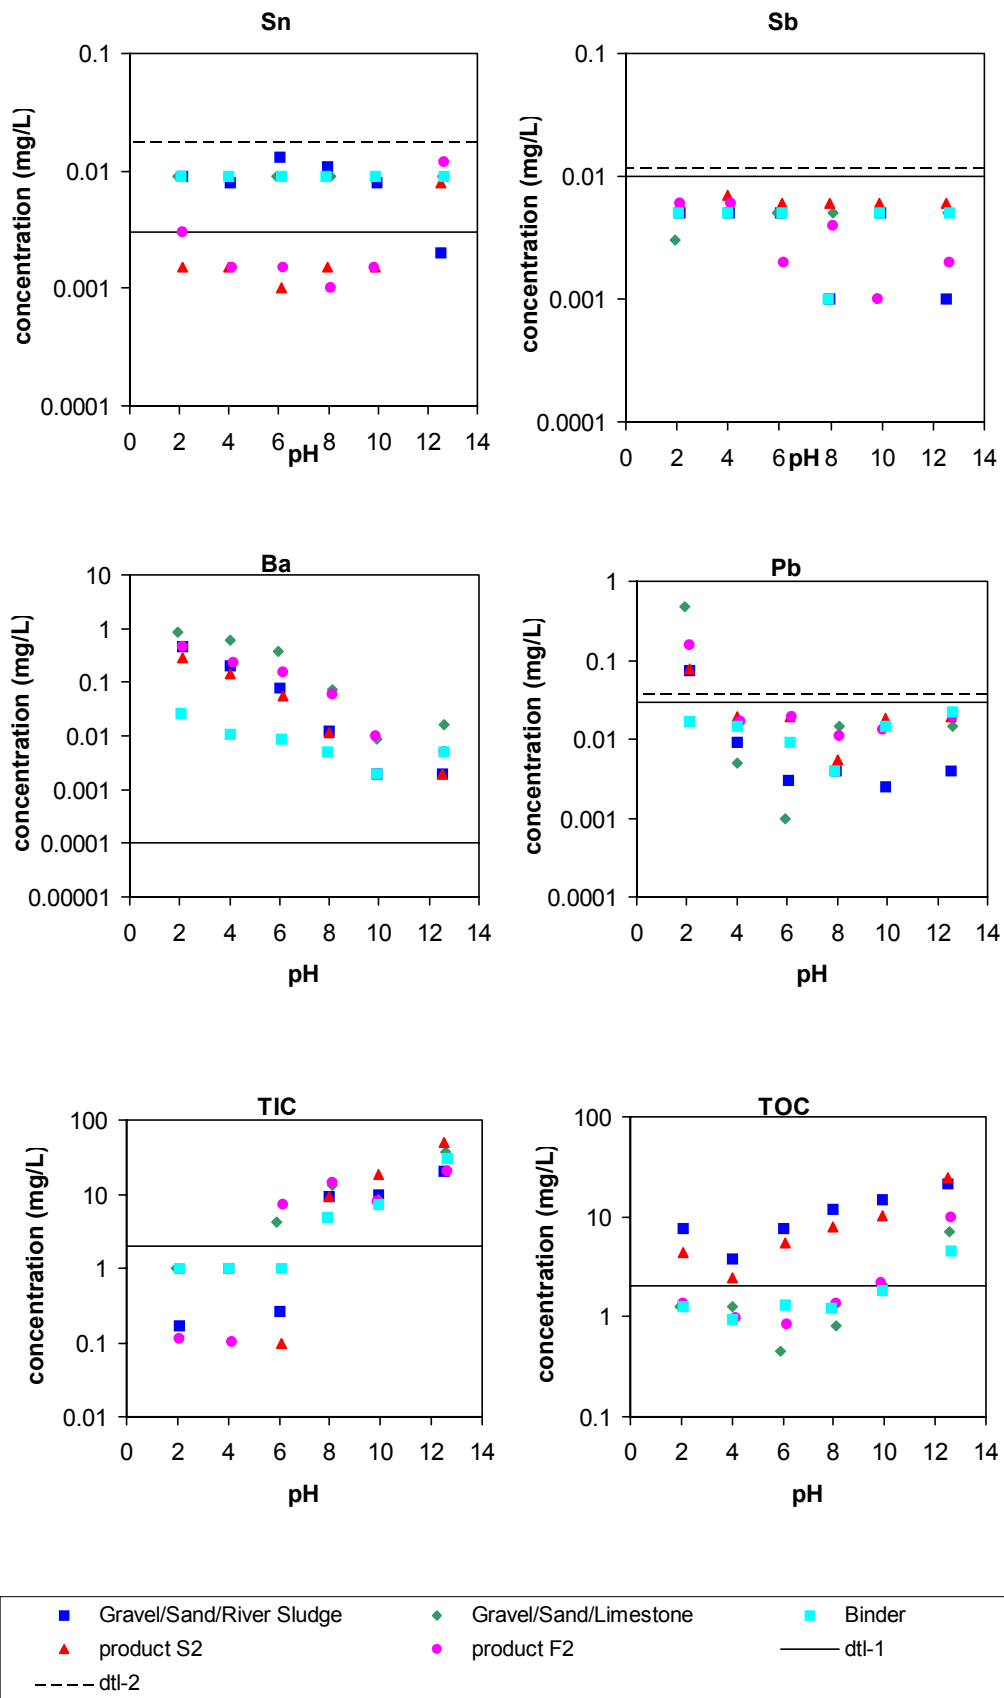 Sn
Sb
0.1
0.01
0.001
0.0001
concentration (mg/L)
0 2 4 6 8 10 12 14
pH
0.1
0.01
0.001
0.0001
concentration (mg/L)
0 2 4 6 8 10 12 14
pH
Ba
Pb
10
1
0.1
0.01
0.001
0.0001
0.00001
concentration (mg/L)
0 2 4 6 8 10 12 14
pH
1
0.1
0.01
0.001
0.0001
concentration (mg/L)
0 2 4 6 8 10 12 14
pH
TIC
TOC
100
10
1
0.1
0.01
concentration (mg/L)
0 2 4 6 8 10 12 14
pH
100
10
1
0.1
concentration (mg/L)
0 2 4 6 8 10 12 14
pH
Gravel/Sand/River Sludge Gravel/Sand/Limestone Binder
product S2 product F2 dtl-1
dtl-2